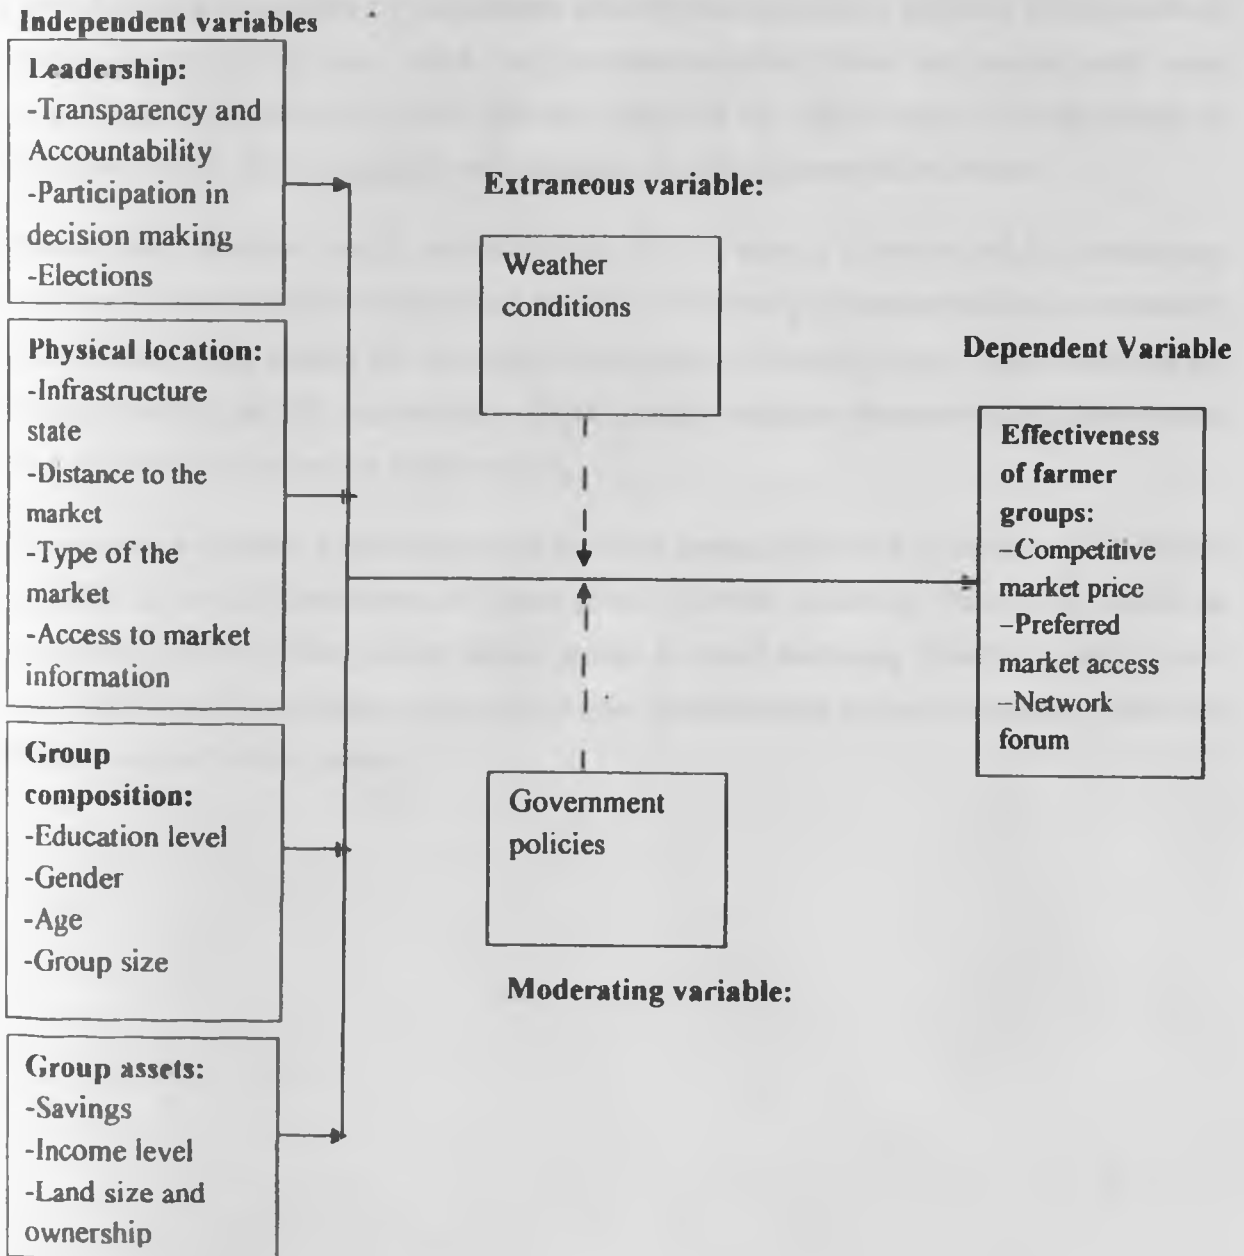 Independent variables
Leadership:
-Transparency and
Accountability
-Participation in
decision making
-Elections
Physical location:
-Infrastructure
state
-Distance to the
market
-Type of the
market
-Access to market
information
Group
composition:
-Education level
-Gender
-Age
-Group size
Group assets:
-Savings
-Income level
-Land size and
ownership
Extraneous variable:
Weather
conditions
Government
policies
Moderating variable:
Dependent Variable
Effectiveness
of farmer
groups:
–Competitive
market price
–Preferred
market access
–Network
forum